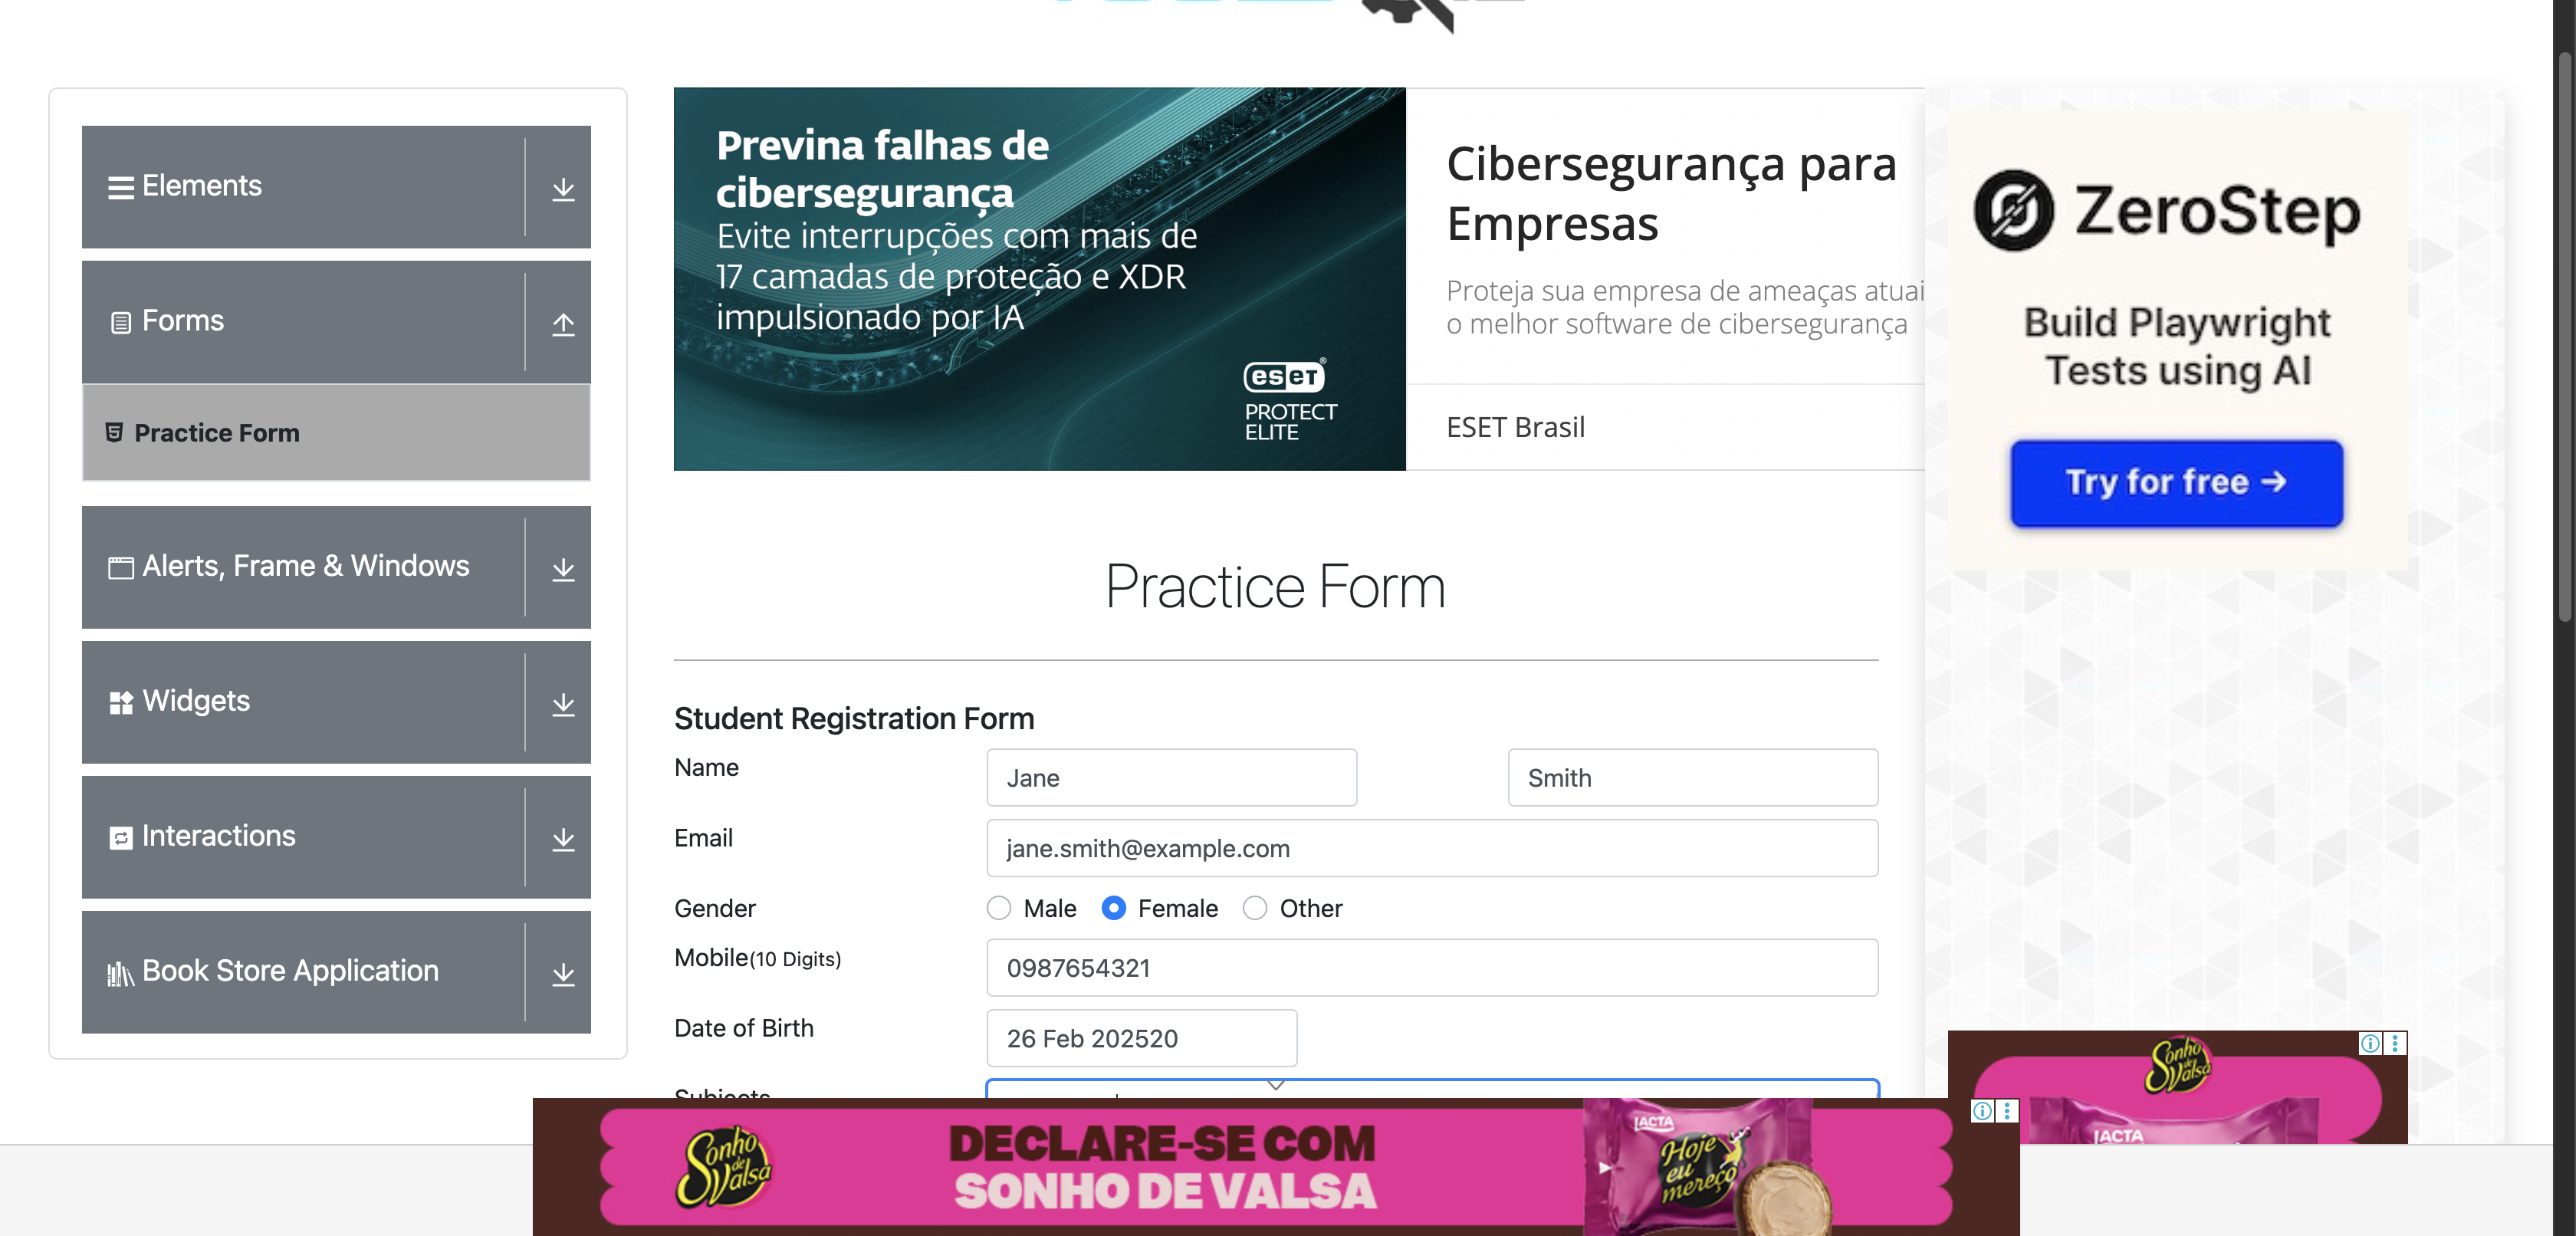 Elements
Forms
Practice Form
Alerts, Frame & Windows
Widgets
Interactions
Book Store Application
Previna falhas de
cibersegurança
Evite interrupções com mais de
17 camadas de proteção e XDR
impulsionado por IA
eseT®
PROTECT
ELITE
Cibersegurança para
Empresas
Proteja sua empresa de ameaças atuai
o melhor software de cibersegurança
ESET Brasil
ZeroStep
Build Playwright
Tests using AI
Try for free →
Practice Form
Student Registration Form
Name
Jane
Smith
Email
jane.smith@example.com
Gender
Male
Female
Other
Mobile(10 Digits)
0987654321
Date of Birth
26 Feb 202520
Subjects
Sonho
de
Valsa
LACTA
Sonho
de
Valsa
DECLARE-SE COM
SONHO DE VALSA
LACTA
Hoje
eu
mereço